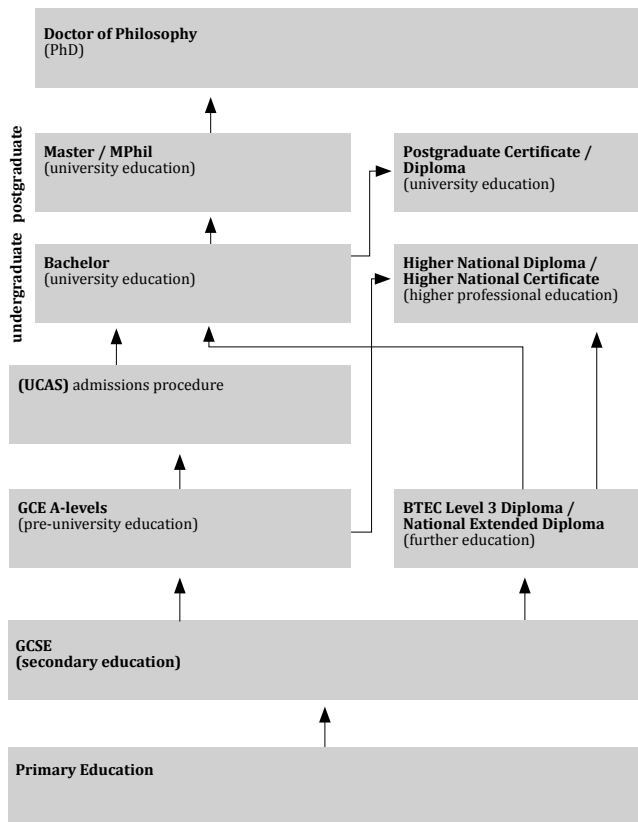 Doctor of Philosophy
(PhD)
postgraduate
Master / MPhil
(university education)
Postgraduate Certificate /
Diploma
(university education)
undergraduate
Bachelor
(university education)
Higher National Diploma /
Higher National Certificate
(higher professional education)
(UCAS) admissions procedure
GCE A-levels
(pre-university education)
BTEC Level 3 Diploma /
National Extended Diploma
(further education)
GCSE
(secondary education)
Primary Education